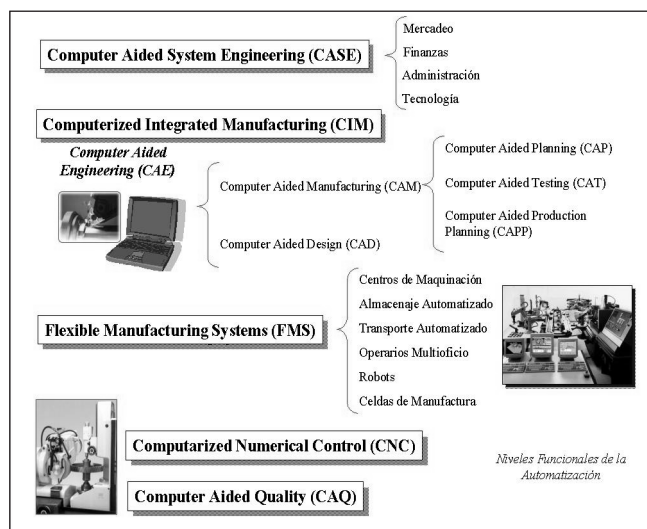 Computer Aided System Engineering (CASE)
Mercadeo
Finanzas
Administración
Tecnología
Computerized Integrated Manufacturing (CIM)
Computer Aided
Engineering (CAE)
Computer Aided Manufacturing (CAM)
Computer Aided Planning (CAP)
Computer Aided Testing (CAT)
Computer Aided Production
Planning (CAPP)
Computer Aided Design (CAD)
Flexible Manufacturing Systems (FMS)
Centros de Maquinación
Almacenaje Automatizado
Transporte Automatizado
Operarios Multioficio
Robots
Celdas de Manufactura
Computarized Numerical Control (CNC)
Computer Aided Quality (CAQ)
Niveles Funcionales de la
Automatización